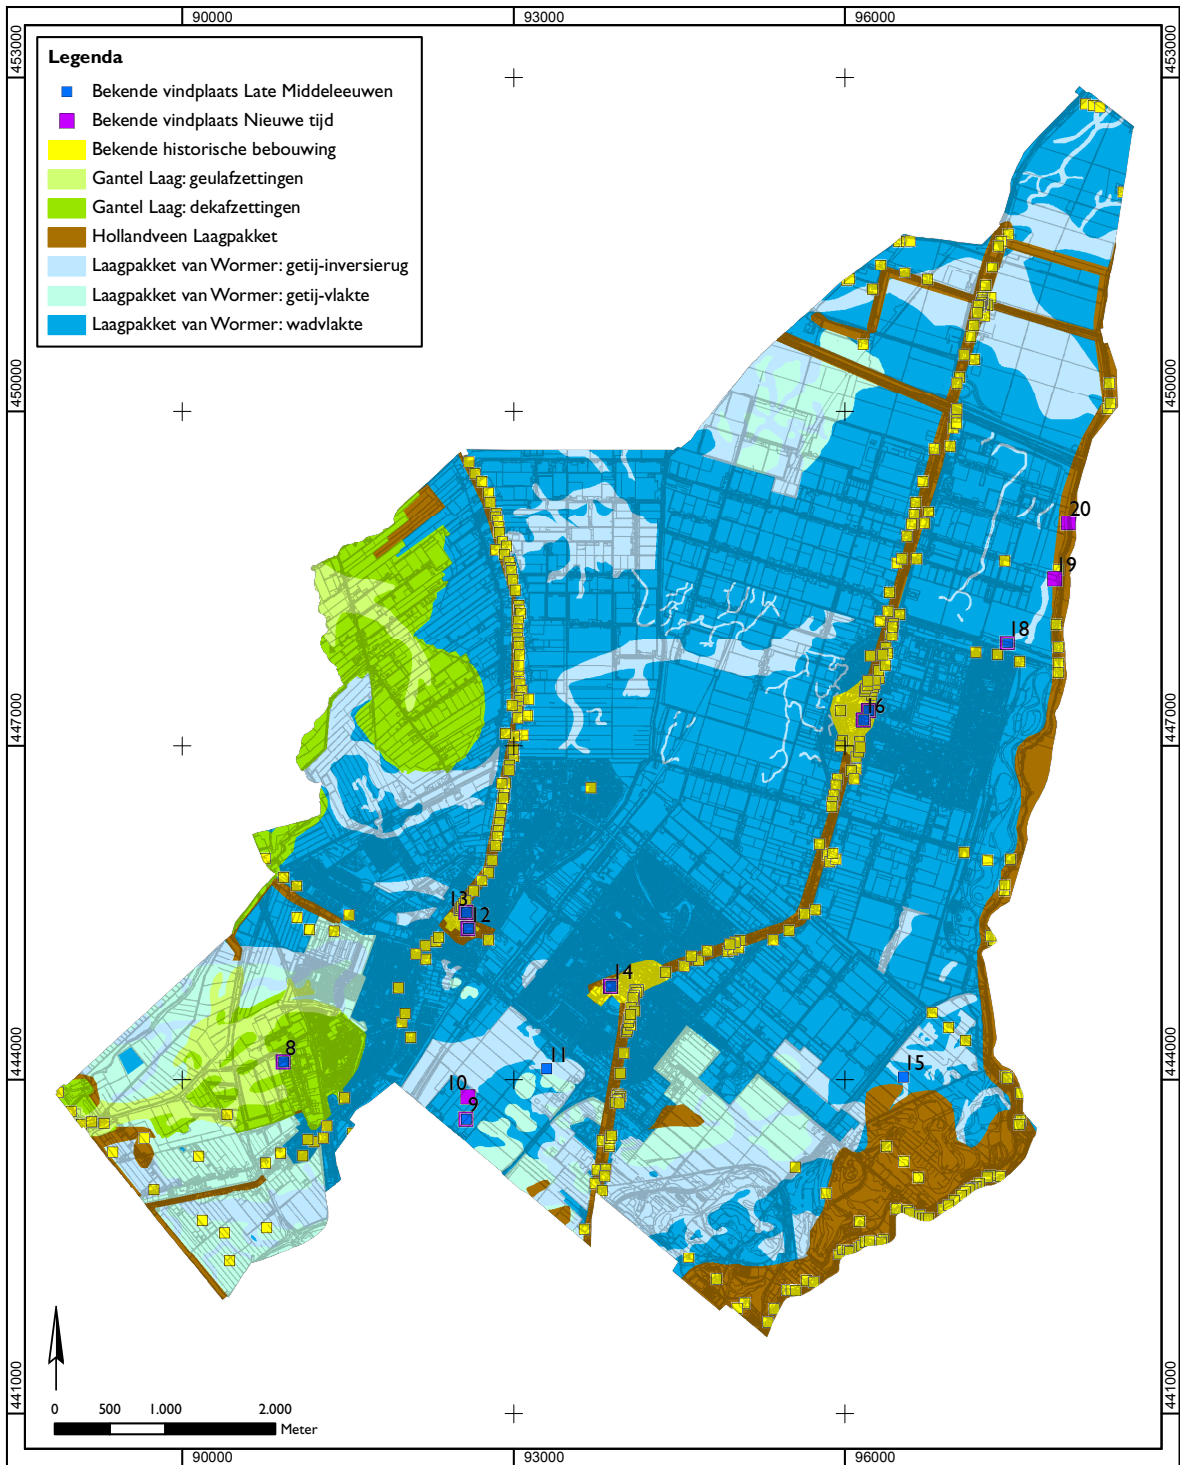 90000
93000
96000
453000
453000
Legenda
Bekende vindplaats Late Middeleeuwen
Bekende vindplaats Nieuwe tijd
Bekende historische bebouwing
Gantel Laag: geulafzettingen
Gantel Laag: dekafzettingen
Hollandveen Laagpakket
Laagpakket van Wormer: getij-inversierug
Laagpakket van Wormer: getij-vlakte
Laagpakket van Wormer: wadvlakte
450000
450000
20
19
18
16
447000
447000
13
12
14
444000
444000
8
11
10
9
15
441000
441000
0 500 1.000 2.000
Meter
90000
93000
96000